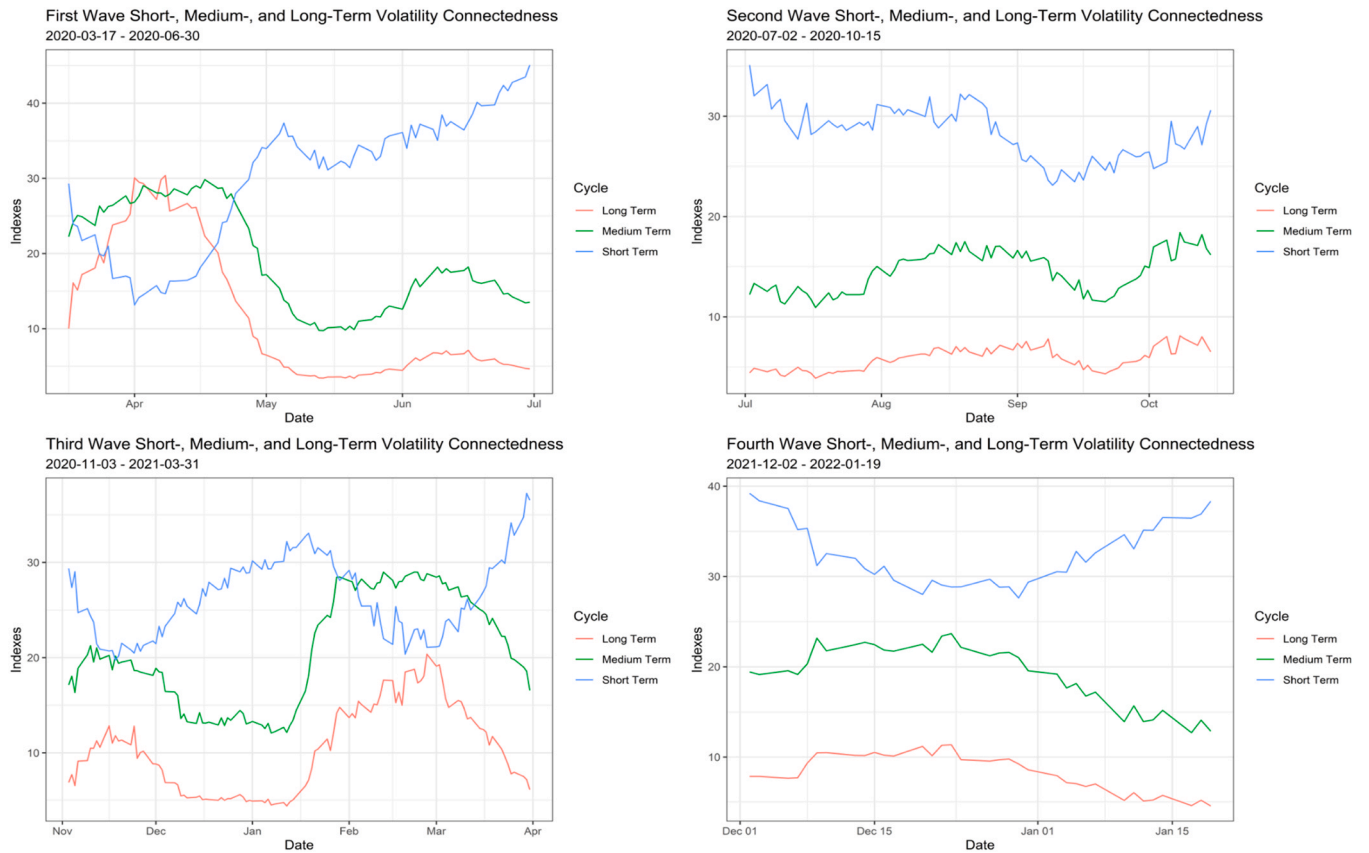 First Wave Short-, Medium-, and Long-Term Volatility Connectedness
2020-03-17 - 2020-06-30
Indexes
40
30
20
10
Apr
May
Jun
Jul
Date
Cycle
Long Term
Medium Term
Short Term
Second Wave Short-, Medium-, and Long-Term Volatility Connectedness
2020-07-02 - 2020-10-15
Indexes
30
20
10
Jul
Aug
Sep
Oct
Date
Cycle
Long Term
Medium Term
Short Term
Third Wave Short-, Medium-, and Long-Term Volatility Connectedness
2020-11-03 - 2021-03-31
Indexes
30
20
10
Nov
Dec
Jan
Feb
Mar
Apr
Date
Cycle
Long Term
Medium Term
Short Term
Fourth Wave Short-, Medium-, and Long-Term Volatility Connectedness
2021-12-02 - 2022-01-19
Indexes
40
30
20
10
Dec 01
Dec 15
Jan 01
Jan 15
Date
Cycle
Long Term
Medium Term
Short Term